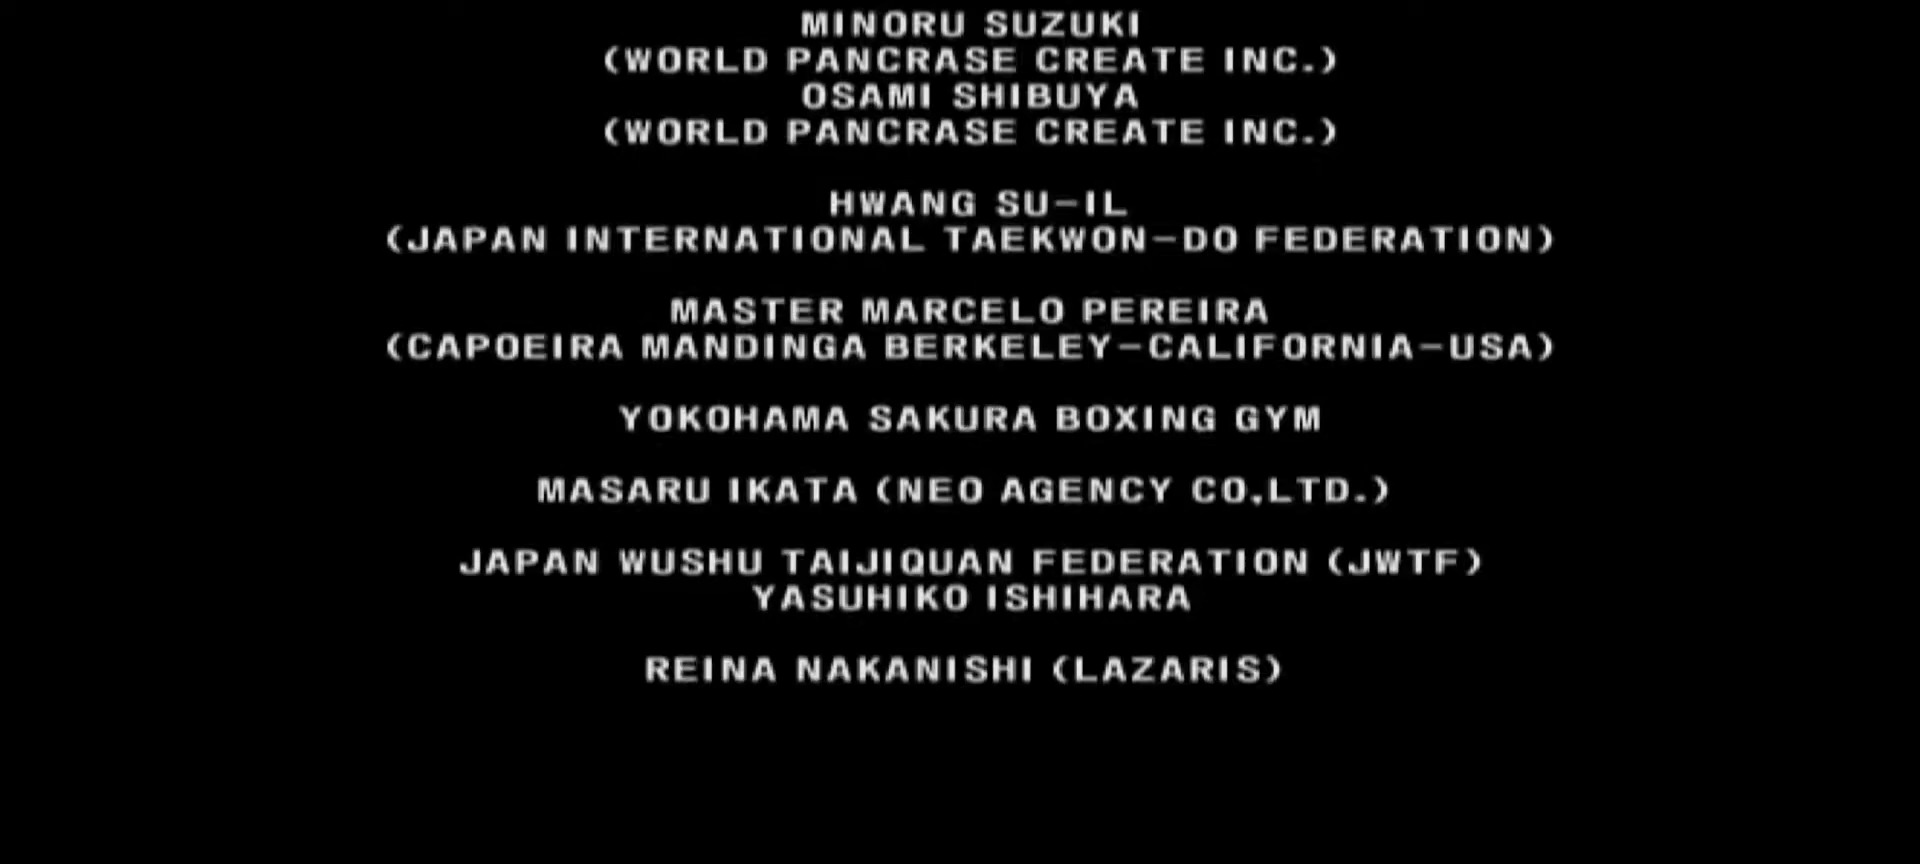 MINORU SUZUKI
(WORLD PANCRASE CREATE INC.)
OSAMI SHIBUYA
(WORLD PANCRASE CREATE INC.)
HWANG SU-IL
(JAPAN INTERNATIONAL TAEKWON-DO FEDERATION)
MASTER MARCELO PEREIRA
(CAPOEIRA MANDINGA BERKELEY-CALIFORNIA-USA)
YOKOHAMA SAKURA BOXING GYM
MASARU IKATA (NEO AGENCY CO,LTD.)
JAPAN WUSHU TAIJIQUAN FEDERATION (JWTF)
YASUHIKO ISHIHARA
REINA NAKANISHI (LAZARIS)